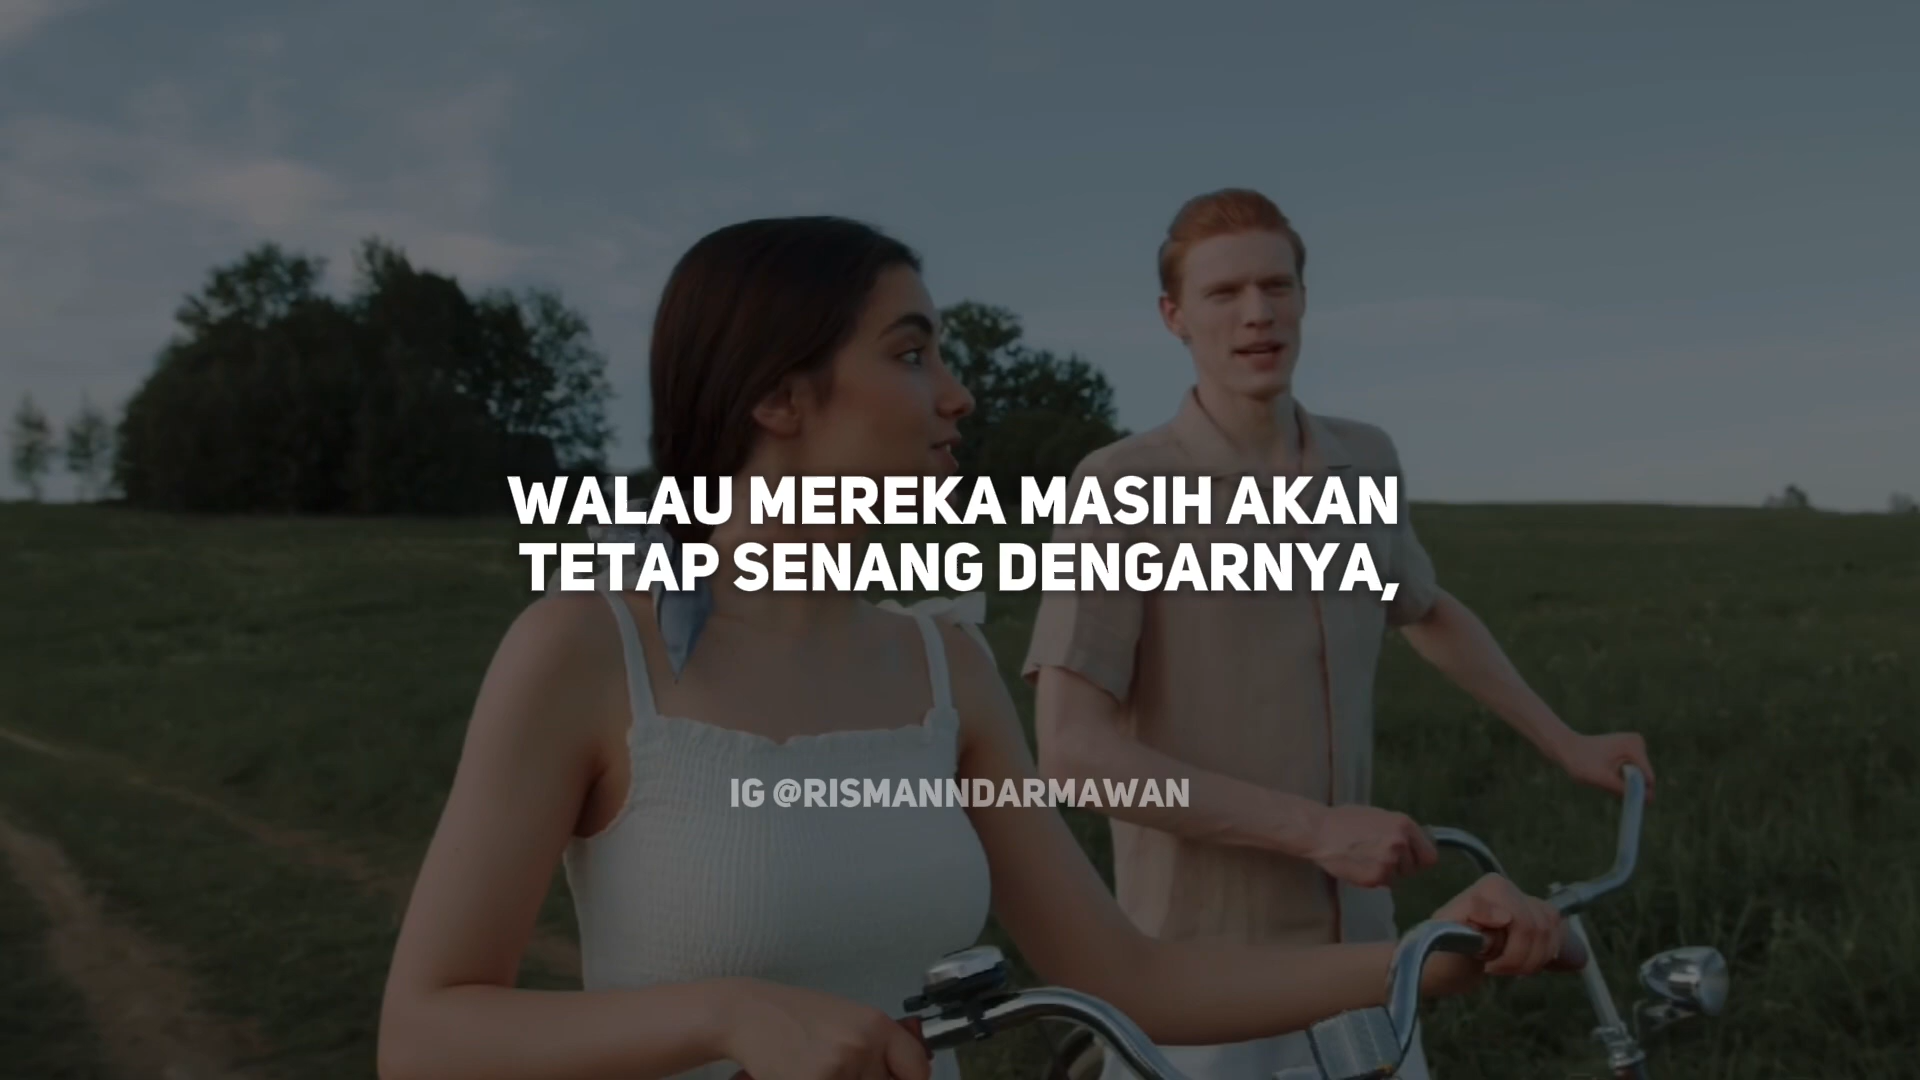 WALAU MEREKA MASIH AKAN
TETAP SENANG DENGARNYA,
IG @RISMANNDARMAWAN